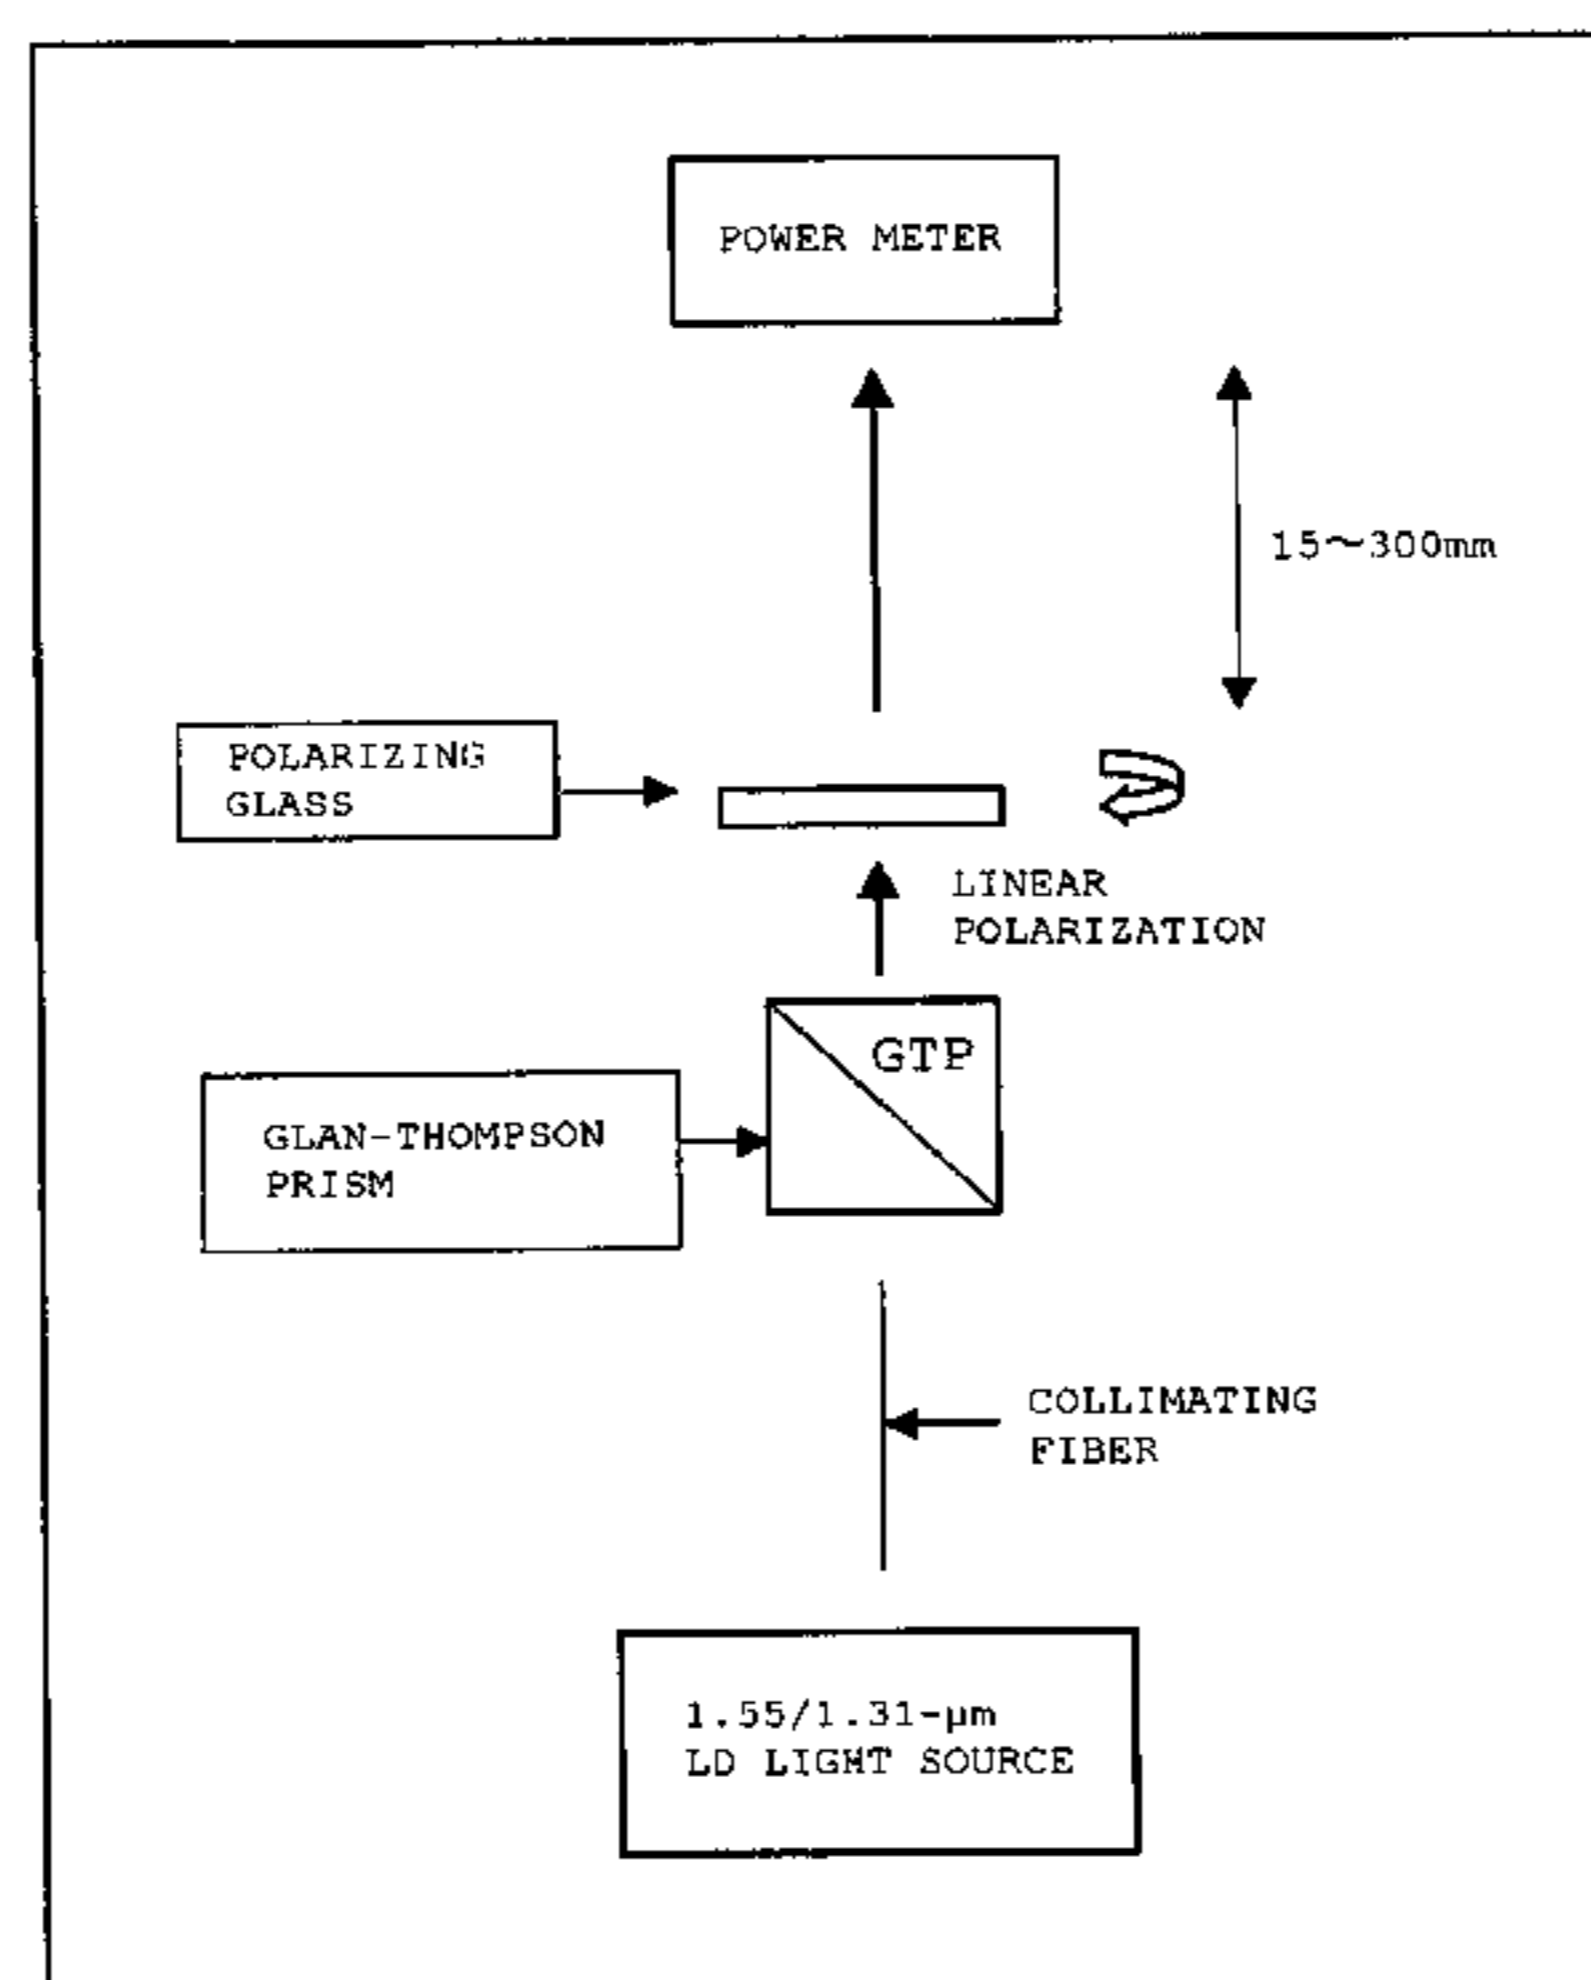 POWER METER
15～300mm
POLARIZING
GLASS
LINEAR
POLARIZATION
GTP
GLAN-THOMPSON
PRISM
COLLIMATING
FIBER
1.55/1.31-μm
LD LIGHT SOURCE